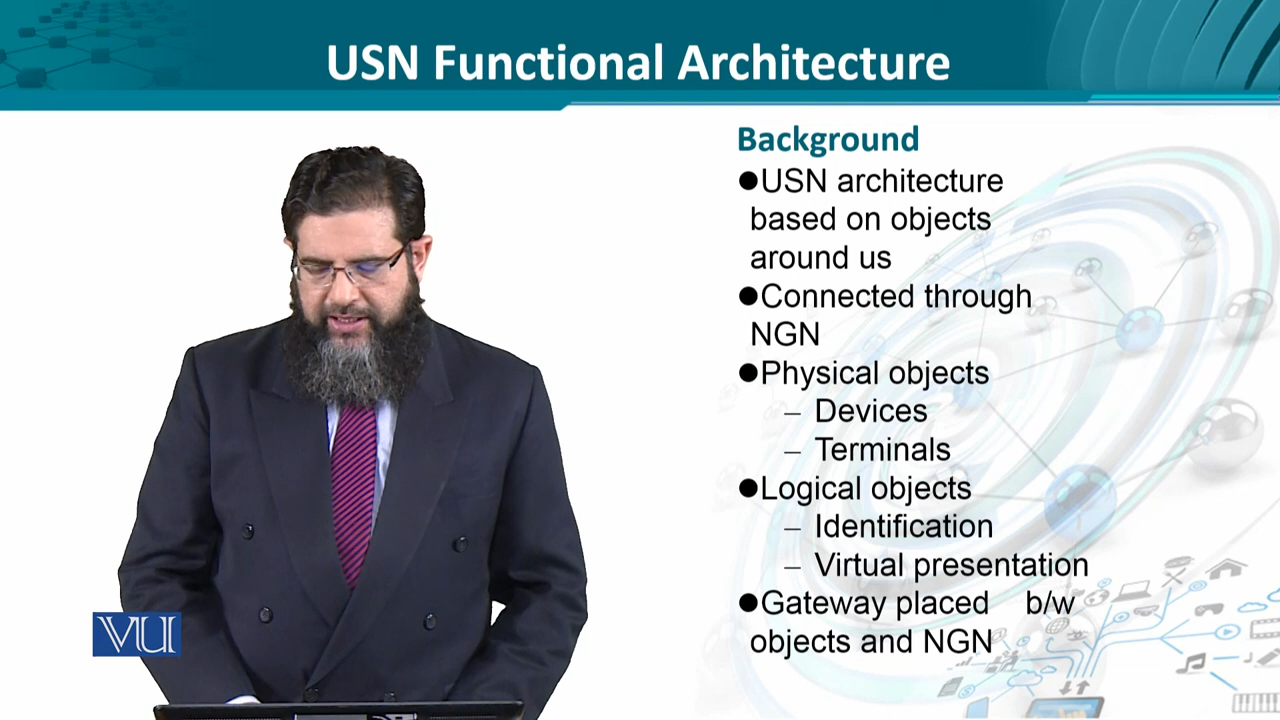 USN Functional Architecture
Background
●USN architecture
based on objects
around us
●Connected through
NGN
●Physical objects
– Devices
– Terminals
●Logical objects
– Identification
– Virtual presentation
●Gateway placed b/w
objects and NGN
VU